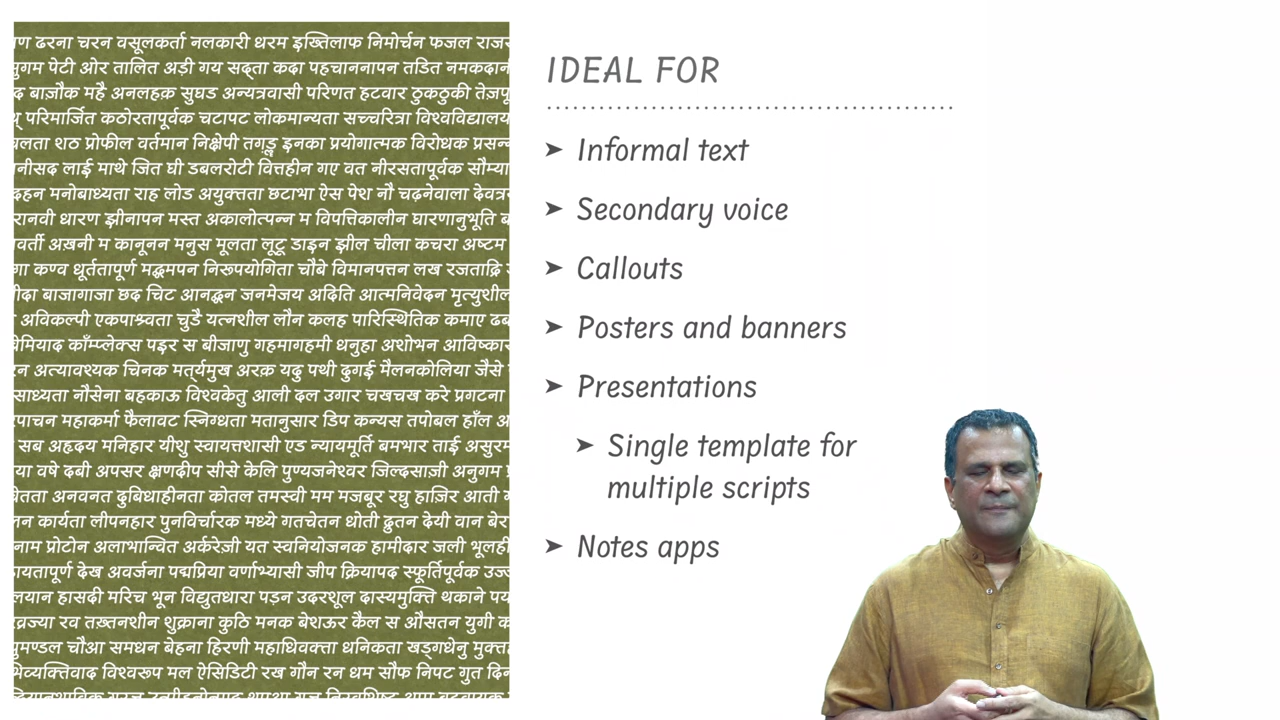 ढरना चरन वसूलकर्ता नलकारी धरम इख्तिलाफ निमोर्चन फजल
पेटी ओर तालित अड़ी गय सद्ता कदा पहचाननापन तडित
बाज़ौक महै अनलहक़ सुघड अन्यत्रवासी परिणत हटवार ठुकठुकी
परिमार्जित कठोरतापूर्वक चटापट लोकमान्यता सच्चरित्रा
शठ प्रोफील वर्तमान निक्षेपी इनका प्रयोगात्मक विरोधक
लाई माथे जित घी डबलरोटी वित्तहीन गए वत नीरसतापूर्वक
मनोबाध्यता राह लोड अयुक्तता छटाभा ऐस पेश नौ चढ़नेवाला
धारण झीनापन मस्त अकालोत्पन्न म विपत्तिकालीन घारणानुभूति
अख़नी म कानूनन मनुस मूलता लूटू डाइन झील चीला कचरा अष्टम
कण्व धूर्ततापूर्ण मद्धमपन निरूपयोगिता चौबे विमानपत्तन लख रजताद्रि
बाजागाजा छद चिट आनद्धन जनमेजय अदिति आत्मनिवेदन
अविकल्पी एकपाश्र्वता चुडै यत्नशील लौन कलह पारिस्थितिक कमाए
कॉम्प्लेक्स पइर स बीजाणु गहमागहमी धनुहा अशोभन
अत्यावश्यक चिनक मर्त्यमुख अरक़ यदु पथी दुगई मैलनकोलिया जैसे
नौसेना बहकाऊ विश्वकेतु आली दल उगार चखचख करे प्रगटना
महाकर्मा फैलावट स्निग्धता मतानुसार डिप कन्यस तपोबल हॉल
सब अहृदय मनिहार यीशु स्वायत्तशासी एड न्यायमूर्ति बमभार ताई
वषे दबी अपसर क्षणदीप सीसे केलि पुण्यजनेश्वर जिल्दसाज़ी अनुगम
अनवनत दुबिधाहीनता कोतल तमस्वी मम मजबूर रघु हाज़िर आती
कार्यता लीपनहार पुनविर्चारक मध्ये गतचेतन धोती द्रुतन देयी वान
प्रोटोन अलाभान्वित अर्करेज़ी यत स्वनियोजनक हामीदार जली
देख अवर्जना पद्मप्रिया वर्णाभ्यासी जीप क्रियापद स्फूर्तिपूर्वक
हासदी मरिच भून विद्युतधारा पड़न उदरशूल दास्यमुक्ति थकाने
रव तख़्तनशीन शुक्राना कुठि मनक बेशऊर कैल स औसतन युगी
चौआ समधन बेहना हिरणी महाधिवक्ता धनिकता खड्गधेनु
विश्वरूप मल ऐसिडिटी रख गौन रन धम सौफ निपट गुत
IDEAL FOR
➤ Informal text
➤ Secondary voice
➤ Callouts
➤ Posters and banners
➤ Presentations
➤ Single template for
multiple scripts
➤ Notes apps